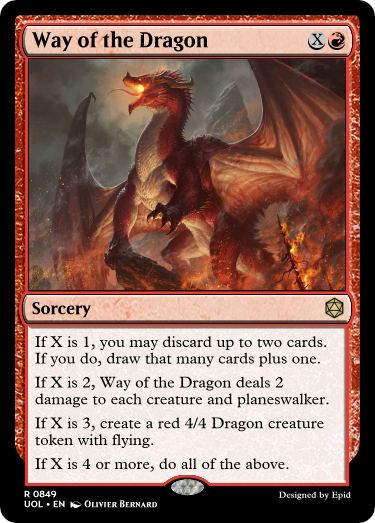 Way of the Dragon X
Sorcery
If X is 1, you may discard up to two cards.
If you do, draw that many cards plus one.
If X is 2, Way of the Dragon deals 2
damage to each creature and planeswalker.
If X is 3, create a red 4/4 Dragon creature
token with flying.
If X is 4 or more, do all of the above.
R 0849
UOL • EN Olivier Bernard
Designed by Epid